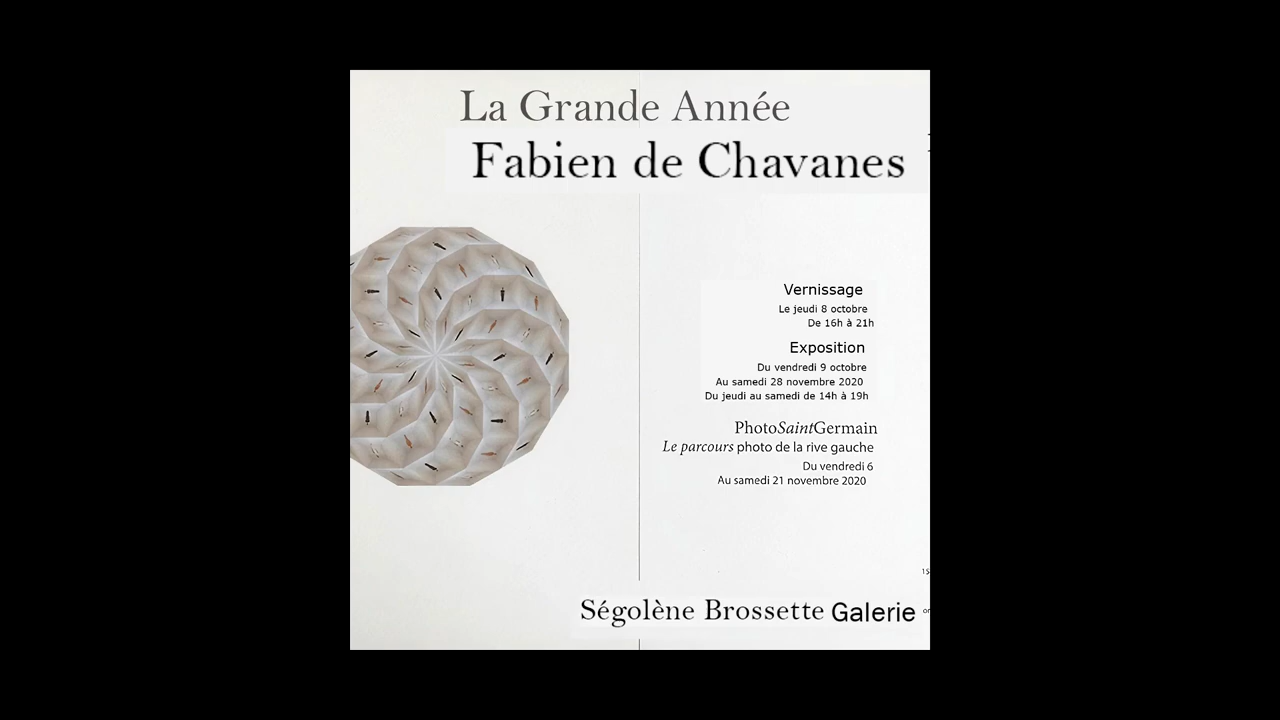 La Grande Année
Fabien de Chavanes
Vernissage
Le jeudi 8 octobre
De 16h à 21h
Exposition
Du vendredi 9 octobre
Au samedi 28 novembre 2020
Du jeudi au samedi de 14h à 19h
PhotoSaintGermain
Le parcours photo de la rive gauche
Du vendredi 6
Au samedi 21 novembre 2020
15
Ségolène Brossette Galerie
or